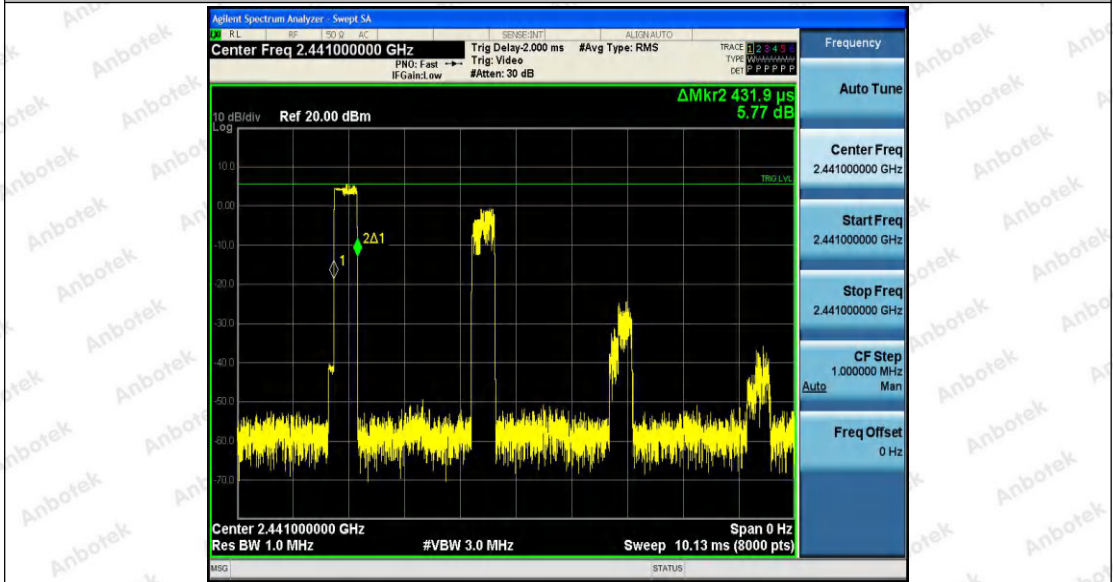 Agilent Spectrum Analyzer - Swept SA
RL RF 50 Ω AC SENSE:INT ALIGN AUTO
Center Freq 2.441000000 GHz
PNO: Fast
IFGain:Low
Trig Delay-2.000 ms
Trig: Video
#Atten: 30 dB
#Avg Type: RMS
TRACE 1 2 3 4 5 6
TYPE W
DET P P P P P P
ΔMkr2 431.9 µs
5.77 dB
10 dB/div Ref 20.00 dBm
Log
10.0
TRIG LVL
0.00
-10.0
2Δ1
1
-20.0
-30.0
-40.0
-50.0
-60.0
-70.0
Center 2.441000000 GHz Span 0 Hz
Res BW 1.0 MHz #VBW 3.0 MHz Sweep 10.13 ms (8000 pts)
MSG STATUS
Frequency
Auto Tune
Center Freq
2.441000000 GHz
Start Freq
2.441000000 GHz
Stop Freq
2.441000000 GHz
CF Step
1.000000 MHz
Auto Man
Freq Offset
0 Hz
Anbotek